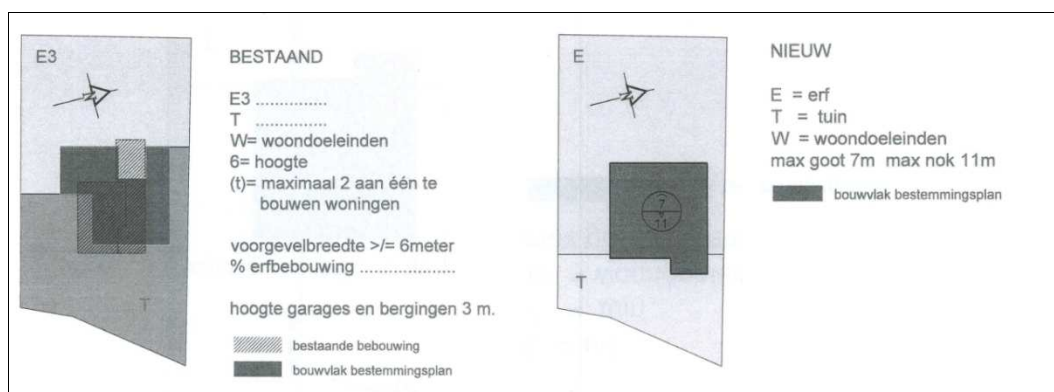 E3
N
T
BESTAAND
E3 ...............
T ...............
W= woondoeleinden
6= hoogte
(t)= maximaal 2 aan één te
bouwen woningen
voorgevelbreedte >/= 6meter
% erfbebouwing .....................
hoogte garages en bergingen 3 m.
bestaande bebouwing
bouwvlak bestemmingsplan
E
N
7
11
T
NIEUW
E = erf
T = tuin
W = woondoeleinden
max goot 7m max nok 11m
bouwvlak bestemmingsplan